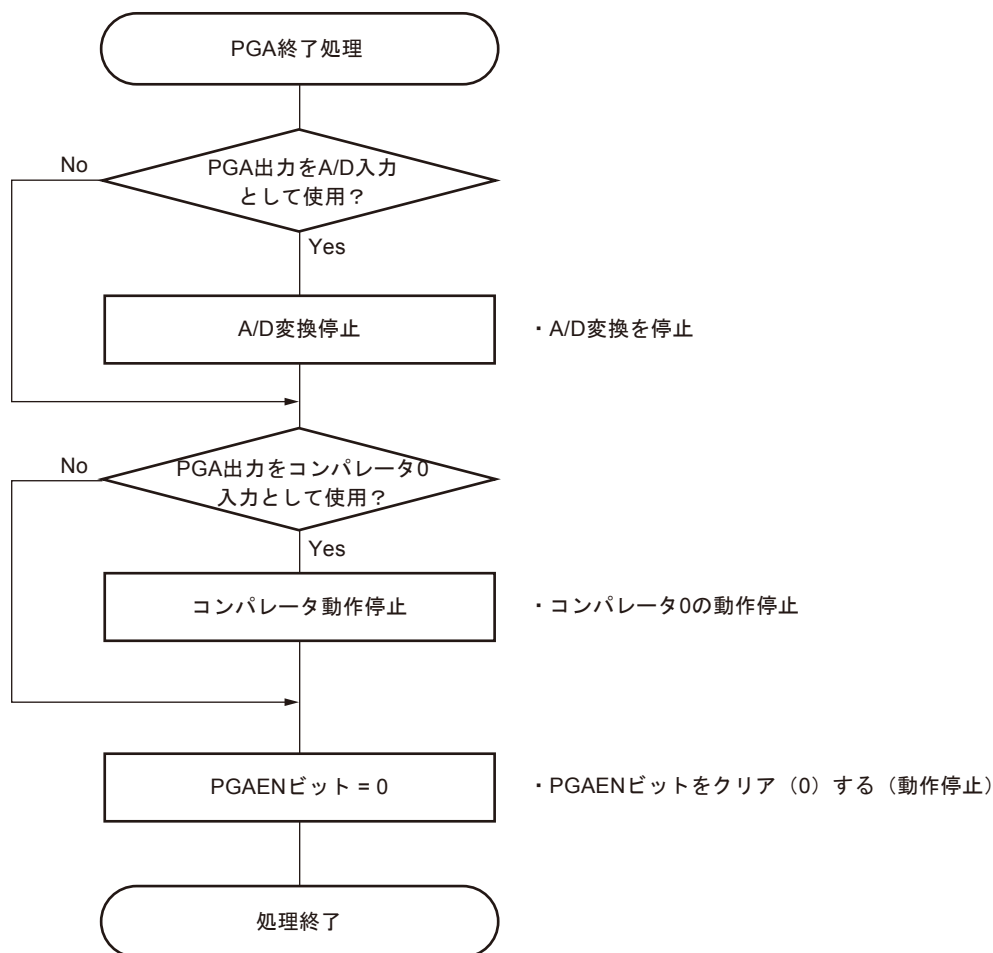 PGA終了処理
No
PGA出力をA/D入力
として使用？
Yes
A/D変換停止
・A/D変換を停止
No
PGA出力をコンパレータ0
入力として使用？
Yes
コンパレータ動作停止
・コンパレータ0の動作停止
PGAENビット = 0
・PGAENビットをクリア（0）する（動作停止）
処理終了